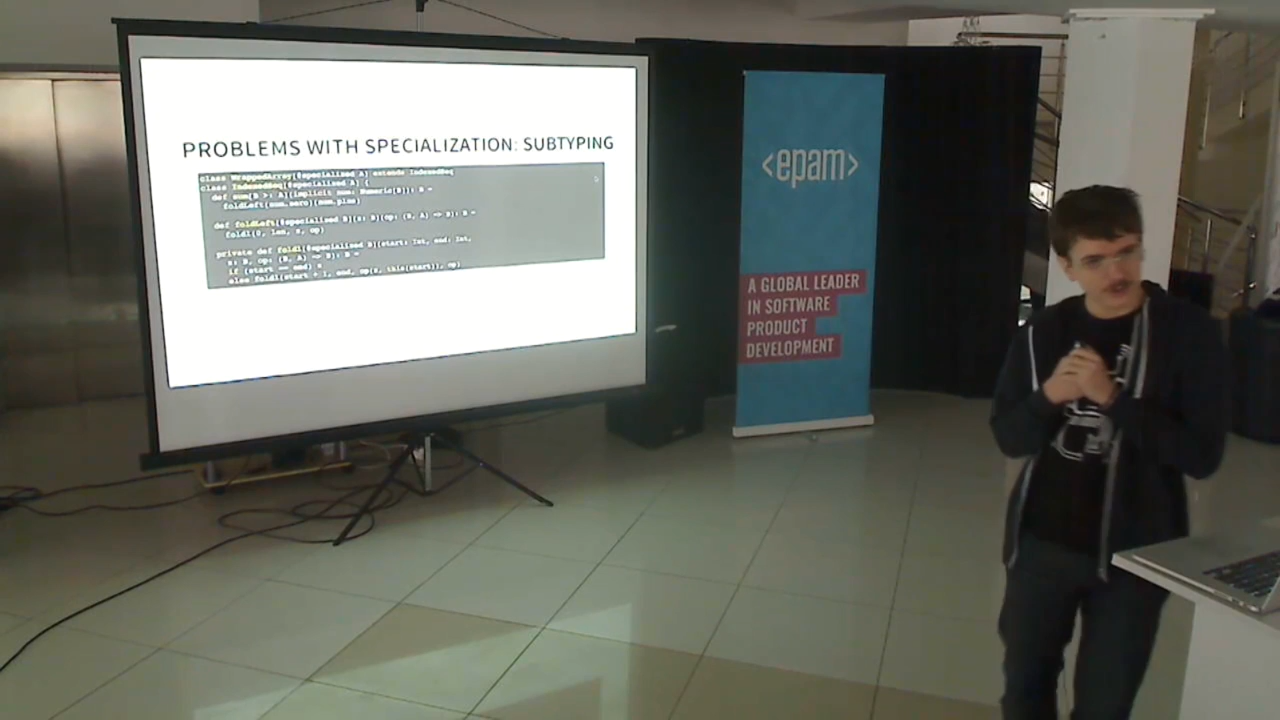 PROBLEMS WITH SPECIALIZATION: SUBTYPING
class WrappedArray[@specialized A] extends IndexedSeq
class IndexedSeq[@specialized A] {
def sum[B >: A](implicit num: Numeric[B]): B =
foldLeft(num.zero)(num.plus)
def foldLeft[@specialized B](z: B)(op: (B, A) => B): B =
foldl(0, len, z, op)
private def foldl[@specialized B](start: Int, end: Int,
z: B, op: (B, A) => B): B =
if (start == end) z
else foldl(start + 1, end, op(z, this(start)), op)
<epam>
A GLOBAL LEADER
IN SOFTWARE
PRODUCT
DEVELOPMENT